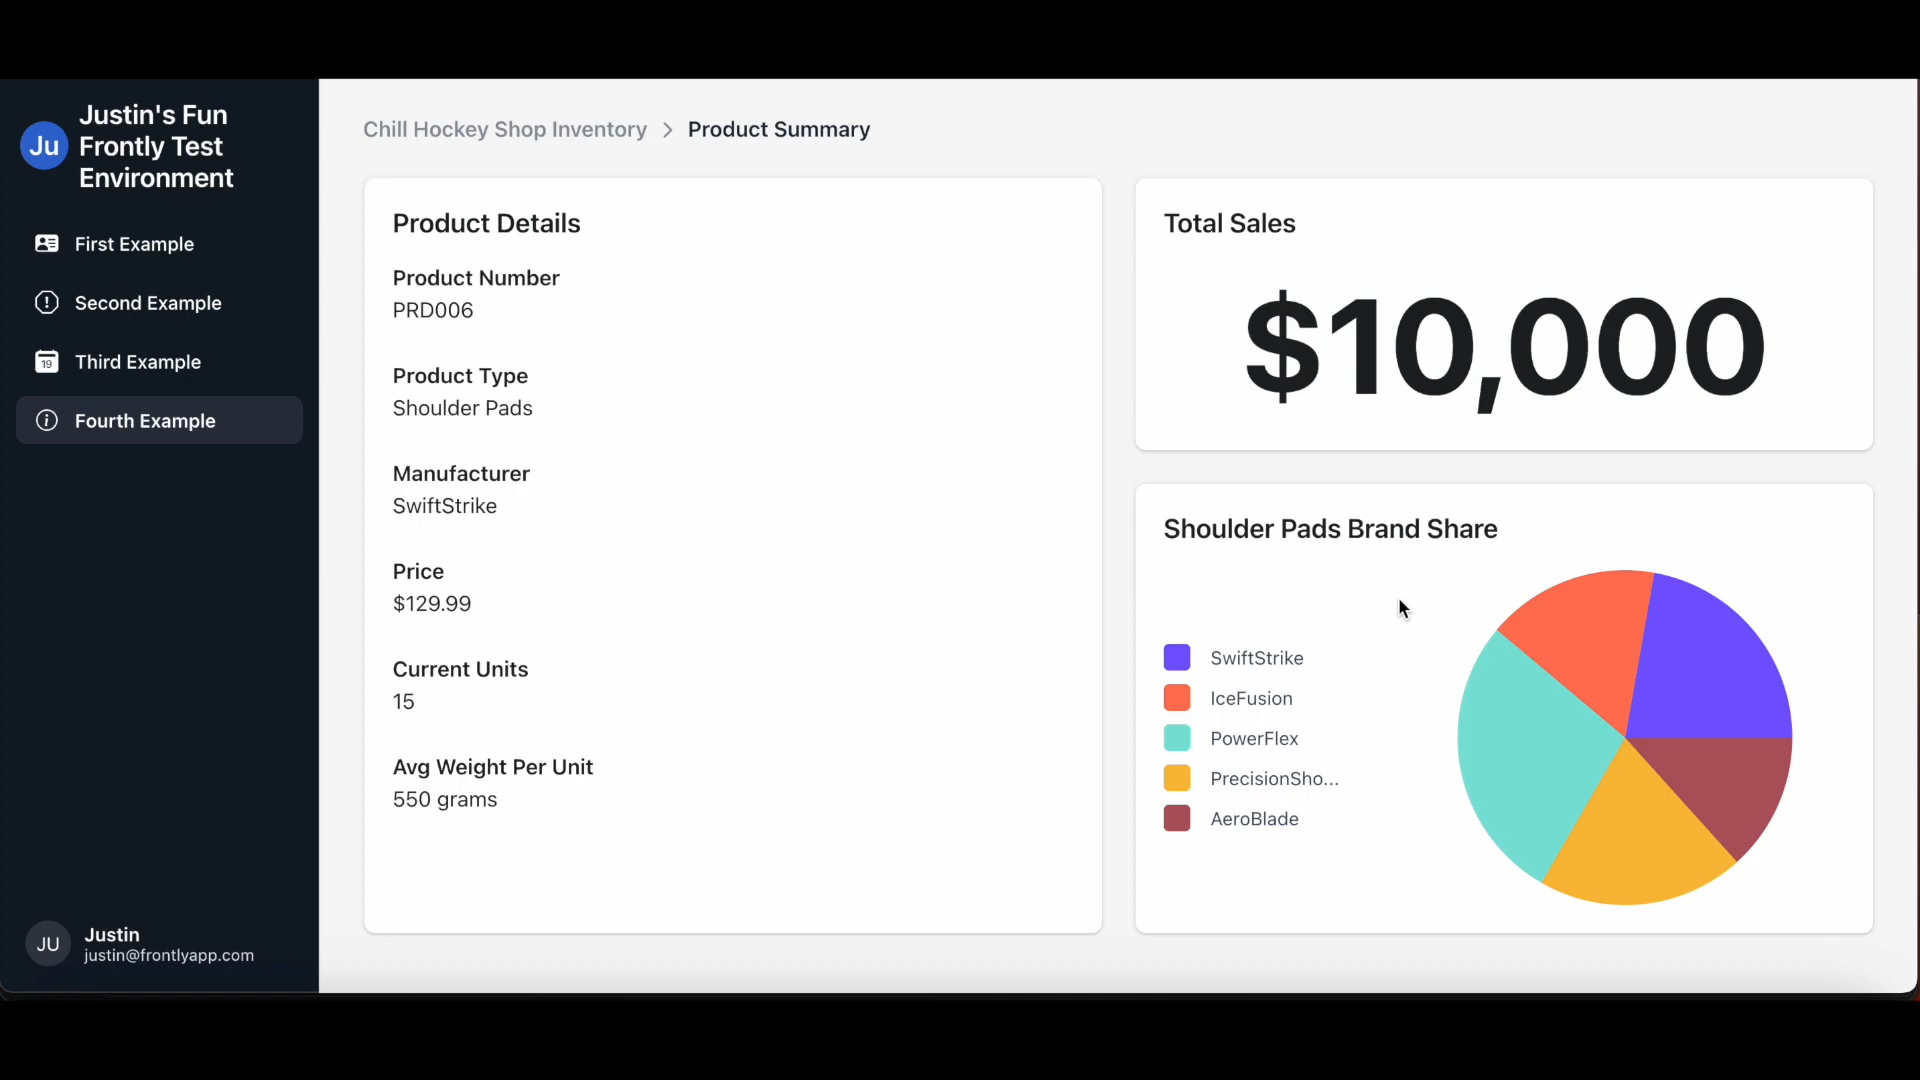 Ju
Justin's Fun
Frontly Test
Environment
First Example
Second Example
19
Third Example
Fourth Example
JU
Justin
justin@frontlyapp.com
Chill Hockey Shop Inventory > Product Summary
Product Details
Product Number
PRD006
Product Type
Shoulder Pads
Manufacturer
SwiftStrike
Price
$129.99
Current Units
15
Avg Weight Per Unit
550 grams
Total Sales
$10,000
Shoulder Pads Brand Share
SwiftStrike
IceFusion
PowerFlex
PrecisionSho...
AeroBlade